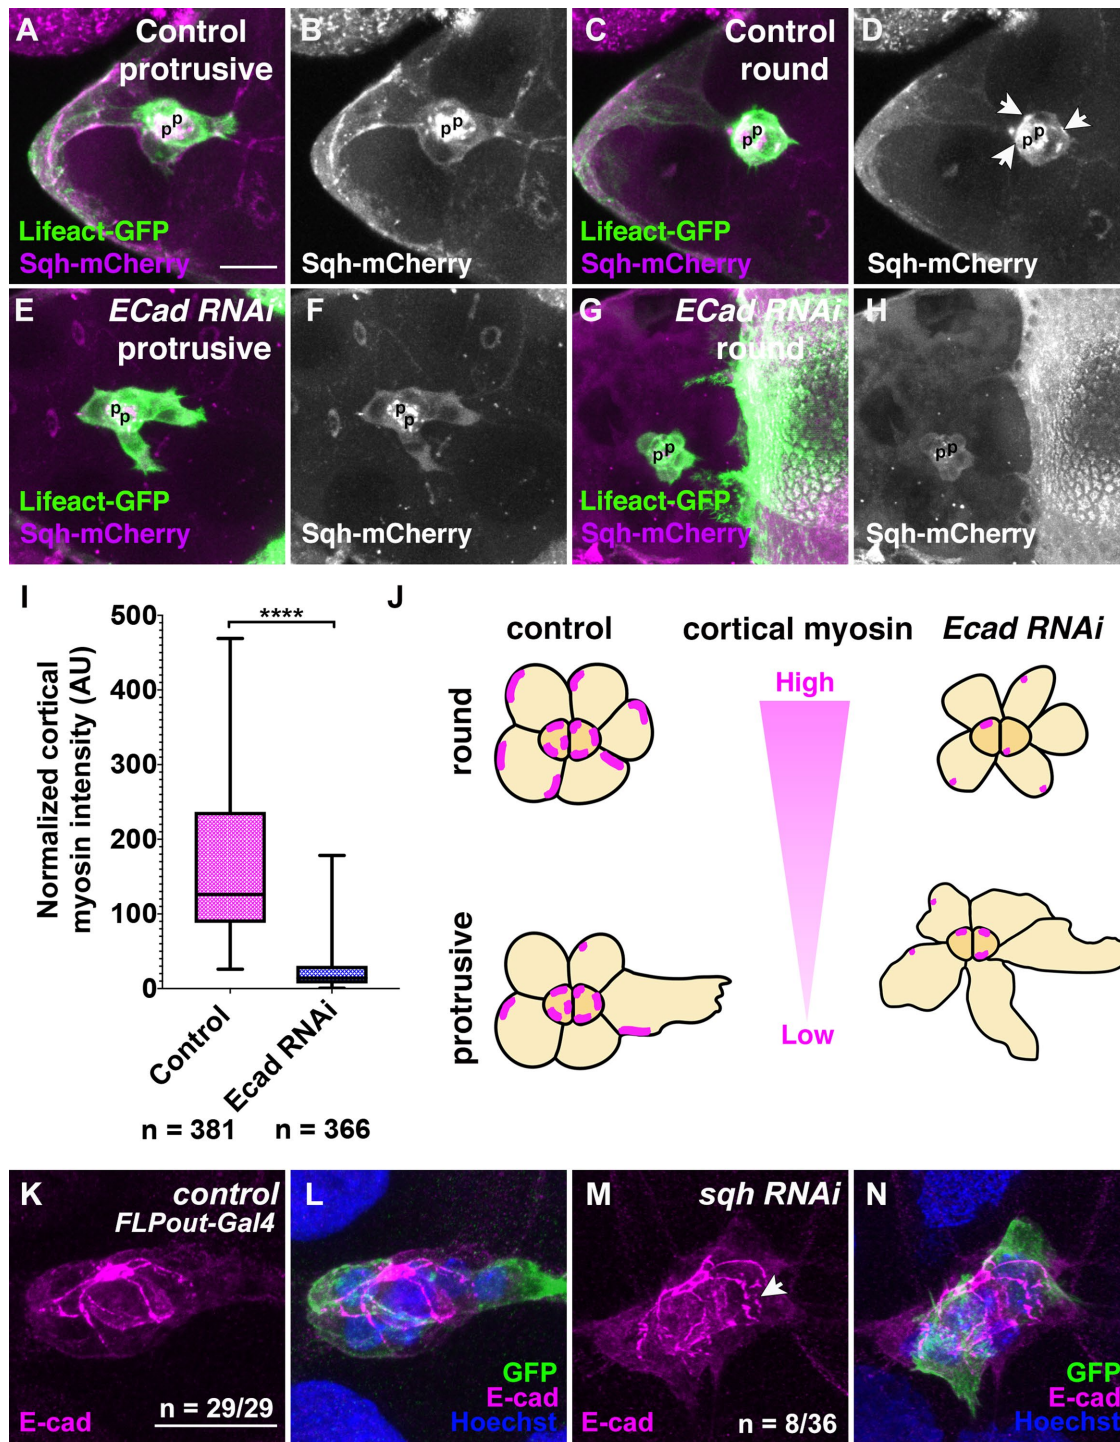 A
Control
protrusive
pp
Lifeact-GFP
Sqh-mCherry
B
pp
Sqh-mCherry
C
Control
round
pp
Lifeact-GFP
Sqh-mCherry
D
pp
Sqh-mCherry
E
ECad RNAi
protrusive
p
p
Lifeact-GFP
Sqh-mCherry
F
p
p
Sqh-mCherry
G
ECad RNAi
round
pp
Lifeact-GFP
Sqh-mCherry
H
pp
Sqh-mCherry
I
Normalized cortical
myosin intensity (AU)
500
400
300
200
100
0
****
Control
Ecad RNAi
n = 381
n = 366
J
control
cortical myosin
Ecad RNAi
round
High
protrusive
Low
K
control
FLPout-Gal4
E-cad
n = 29/29
L
GFP
E-cad
Hoechst
M
sqh RNAi
E-cad
n = 8/36
N
GFP
E-cad
Hoechst